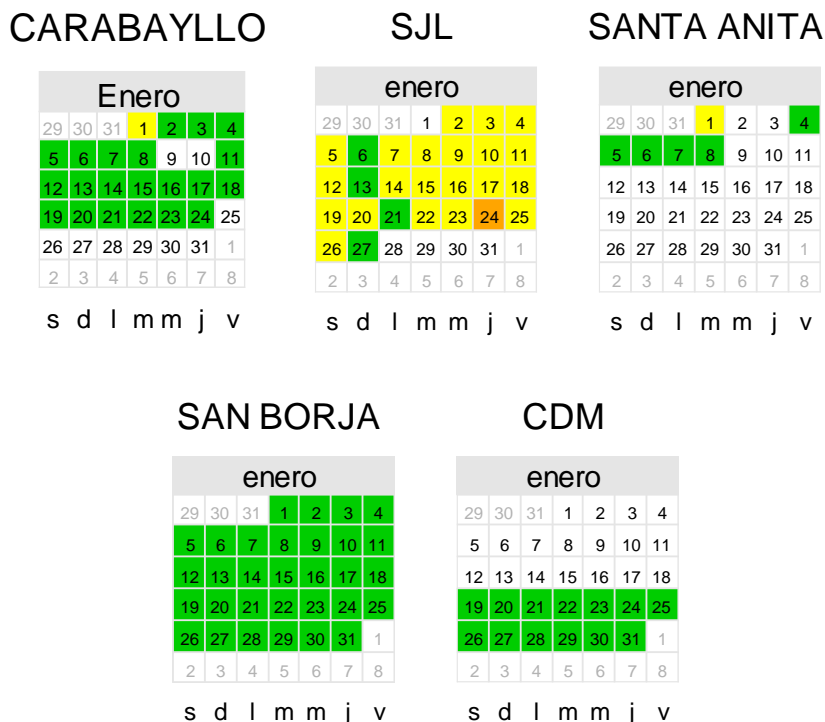 CARABAYLLO
Enero
29 30 31 1 2 3 4
5 6 7 8 9 10 11
12 13 14 15 16 17 18
19 20 21 22 23 24 25
26 27 28 29 30 31 1
2 3 4 5 6 7 8
s d l m m j v
SJL
enero
29 30 31 1 2 3 4
5 6 7 8 9 10 11
12 13 14 15 16 17 18
19 20 21 22 23 24 25
26 27 28 29 30 31 1
2 3 4 5 6 7 8
s d l m m j v
SANTA ANITA
enero
29 30 31 1 2 3 4
5 6 7 8 9 10 11
12 13 14 15 16 17 18
19 20 21 22 23 24 25
26 27 28 29 30 31 1
2 3 4 5 6 7 8
s d l m m j v
SAN BORJA
enero
29 30 31 1 2 3 4
5 6 7 8 9 10 11
12 13 14 15 16 17 18
19 20 21 22 23 24 25
26 27 28 29 30 31 1
2 3 4 5 6 7 8
s d l m m j v
CDM
enero
29 30 31 1 2 3 4
5 6 7 8 9 10 11
12 13 14 15 16 17 18
19 20 21 22 23 24 25
26 27 28 29 30 31 1
2 3 4 5 6 7 8
s d l m m j v